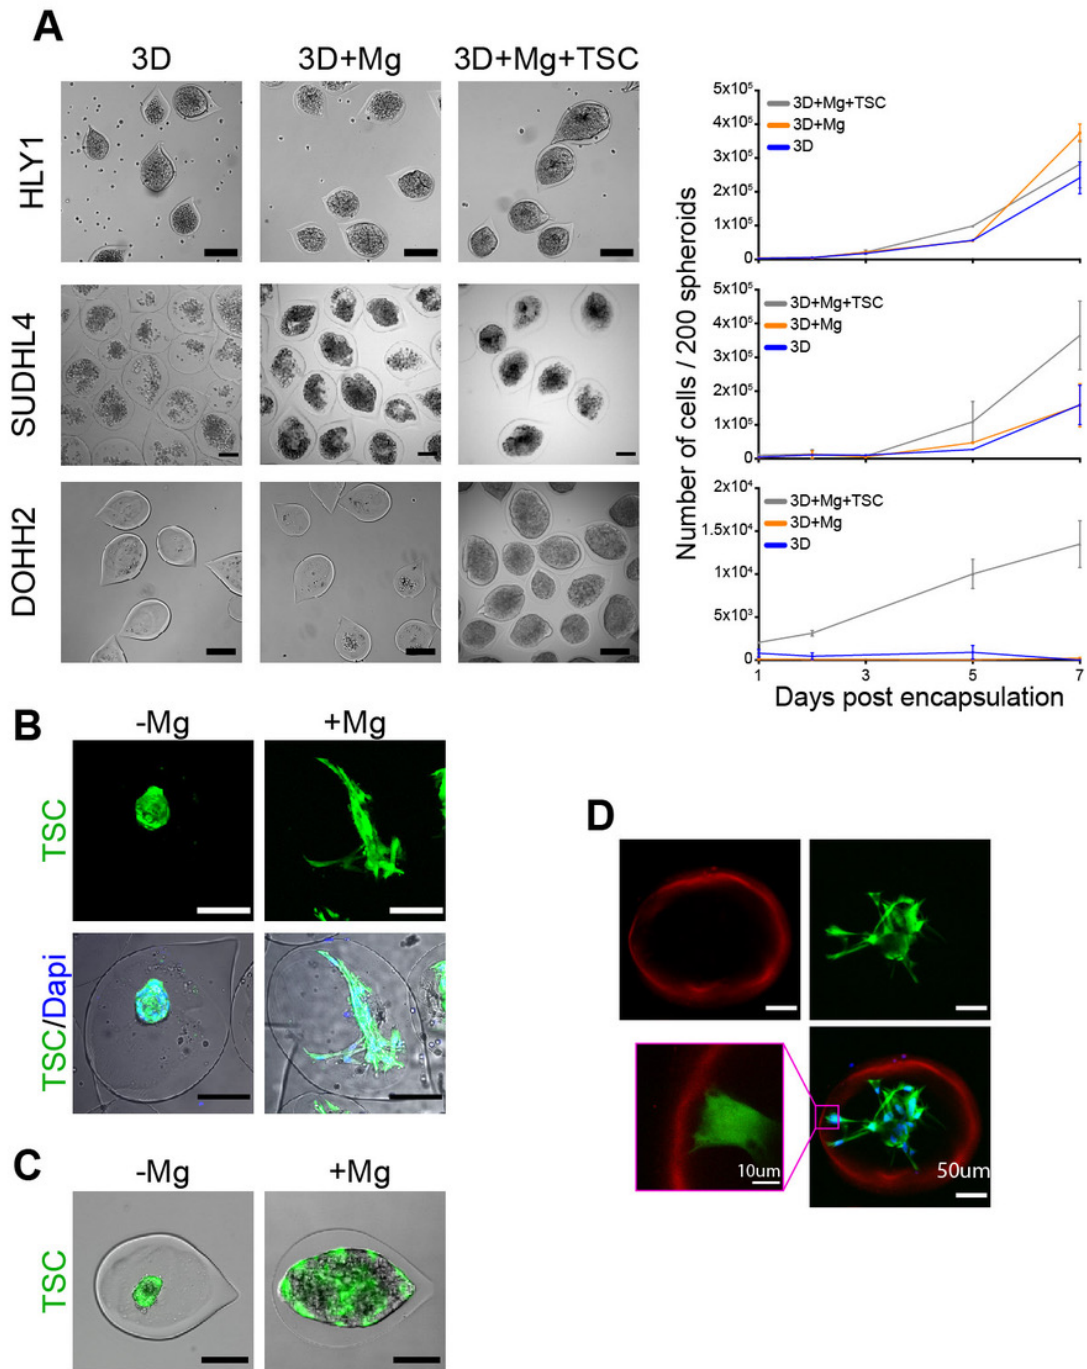 A
3D
3D+Mg
3D+Mg+TSC
HLY1
SUDHL4
DOHH2
Number of cells / 200 spheroids
5x10⁵
4x10⁵
3x10⁵
2x10⁵
1x10⁵
0
3D+Mg+TSC
3D+Mg
3D
5x10⁵
4x10⁵
3x10⁵
2x10⁵
1x10⁵
0
3D+Mg+TSC
3D+Mg
3D
2x10⁴
1.5x10⁴
1x10⁴
5x10³
0
3D+Mg+TSC
3D+Mg
3D
1 3 5 7
Days post encapsulation
B
-Mg
+Mg
TSC
TSC/Dapi
C
-Mg
+Mg
TSC
D
10um
50um